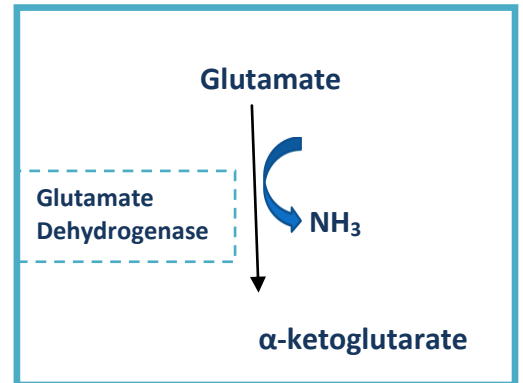 Glutamate
Glutamate
Dehydrogenase
NH₃
α-ketoglutarate